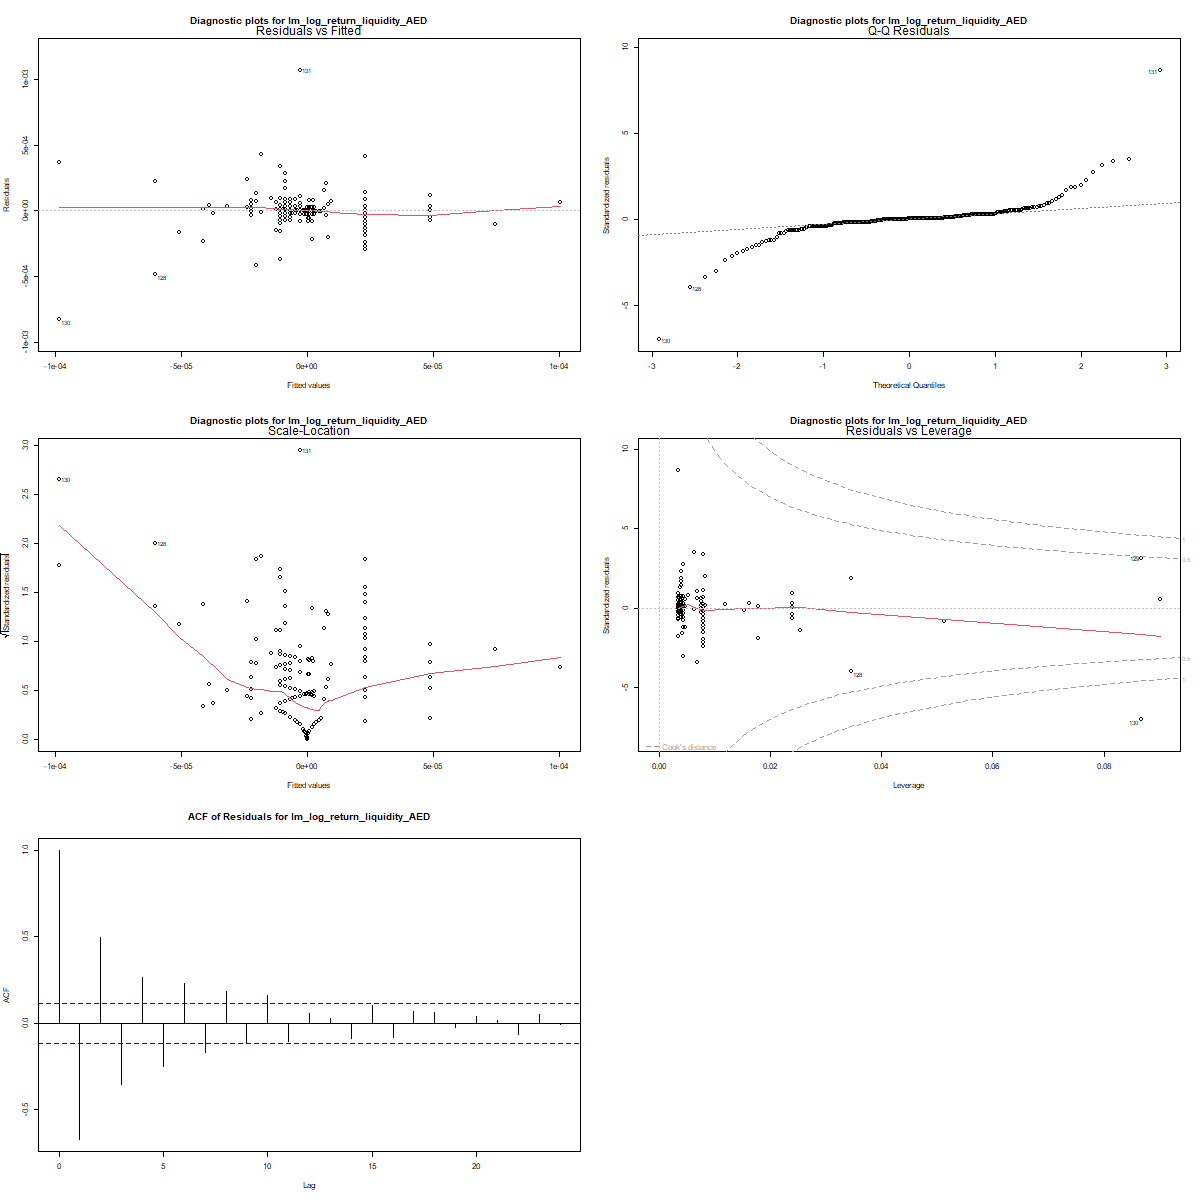 Diagnostic plots for lm_log_return_liquidity_AED
Residuals vs Fitted
Residuals
1e-03
5e-04
0e+00
-5e-04
-1e-03
131
128
130
-1e-04
-5e-05
0e+00
5e-05
1e-04
Fitted values
Diagnostic plots for lm_log_return_liquidity_AED
Q-Q Residuals
Standardized residuals
10
5
0
-5
131
128
130
-3
-2
-1
0
1
2
3
Theoretical Quantiles
Diagnostic plots for lm_log_return_liquidity_AED
Scale-Location
√|Standardized residuals|
3.0
2.5
2.0
1.5
1.0
0.5
0.0
131
130
128
-1e-04
-5e-05
0e+00
5e-05
1e-04
Fitted values
Diagnostic plots for lm_log_return_liquidity_AED
Residuals vs Leverage
Standardized residuals
10
5
0
-5
1
0.5
0.5
1
128
130
Cook's distance
0.00
0.02
0.04
0.06
0.08
Leverage
ACF of Residuals for lm_log_return_liquidity_AED
ACF
1.0
0.5
0.0
-0.5
0
5
10
15
20
Lag